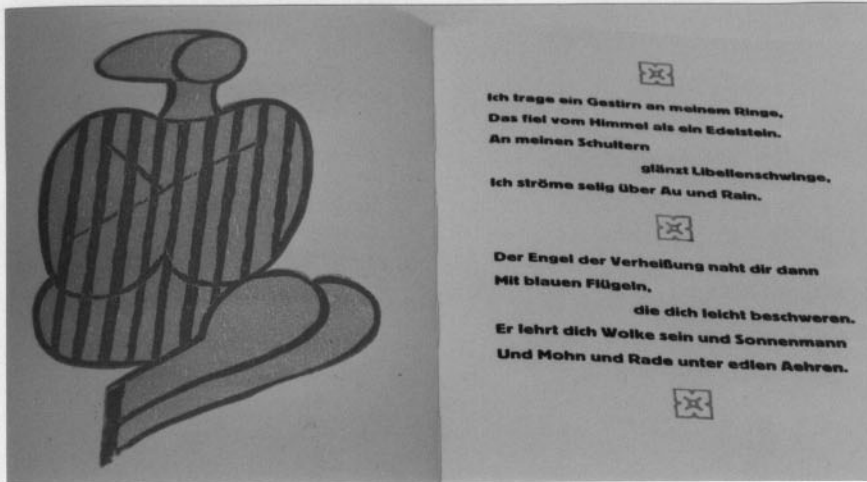 Ich trage ein Gestirn an meinem Ringe,
Das fiel vom Himmel als ein Edelstein.
An meinen Schultern
glänzt Libellenschwinge,
Ich ströme selig über Au und Rain.
Der Engel der Verheißung naht dir dann
Mit blauen Flügeln,
die dich leicht beschweren.
Er lehrt dich Wolke sein und Sonnenmann
Und Mohn und Rade unter edlen Aehren.